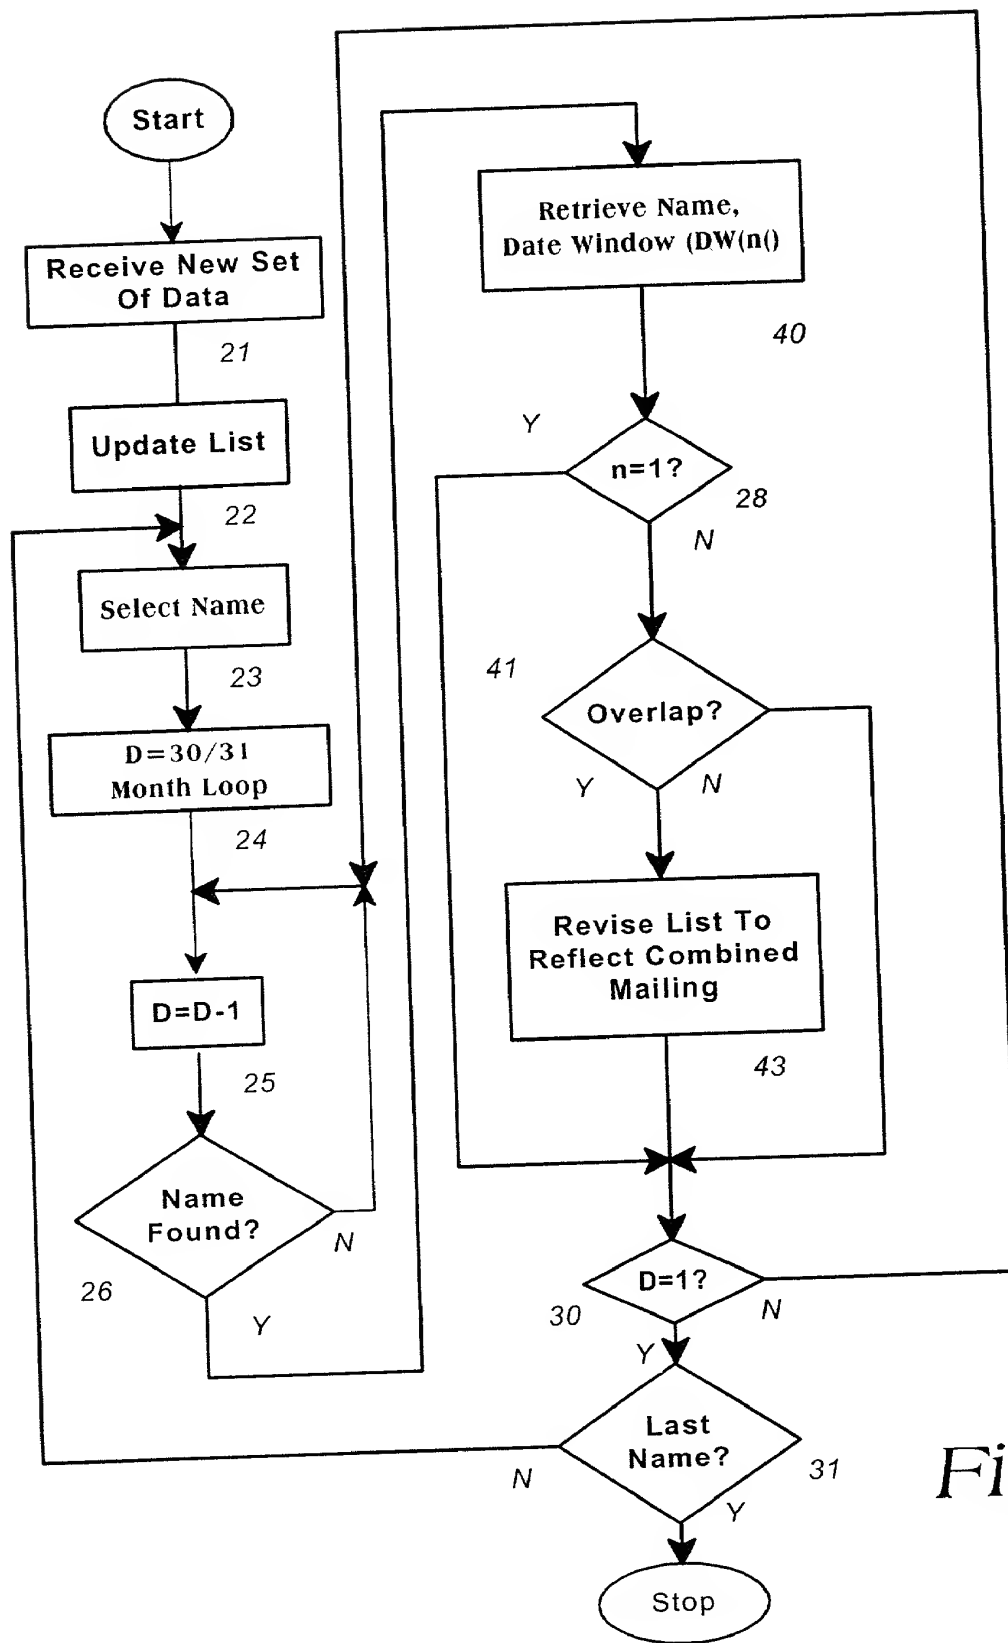 Start
Receive New Set
Of Data
21
Update List
22
Select Name
23
D=30/31
Month Loop
24
D=D-1
25
Name
Found?
N
26
Y
Retrieve Name,
Date Window (DW(n()
40
Y
n=1?
28
N
41
Overlap?
Y
N
Revise List To
Reflect Combined
Mailing
43
D=1?
30
N
Y
Last
Name?
N
31
Y
Stop
Fi